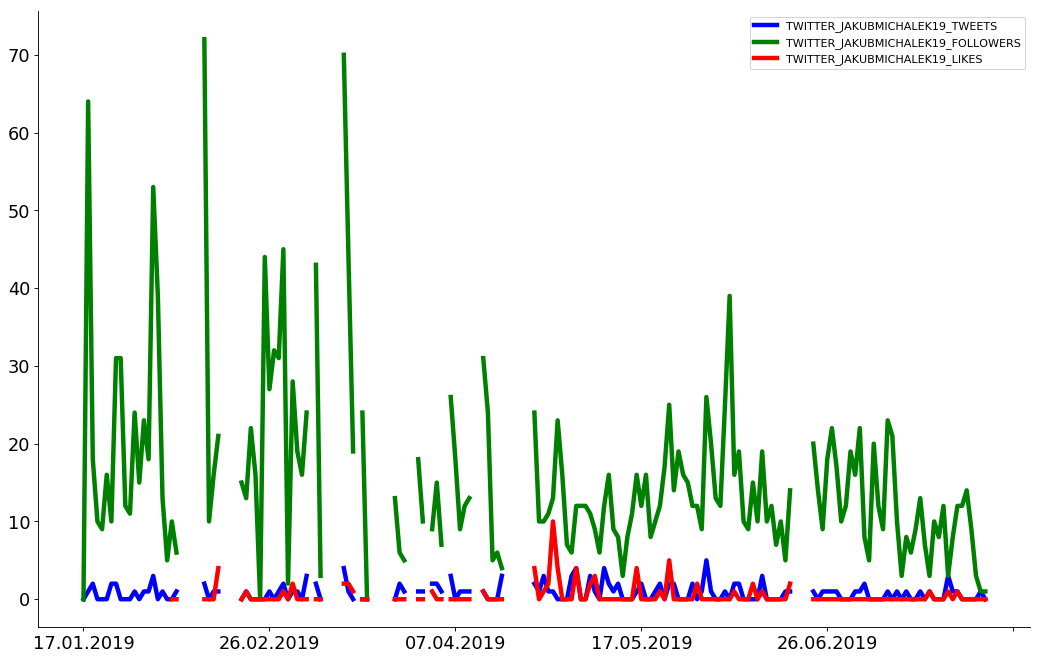 TWITTER_JAKUBMICHALEK19_TWEETS
TWITTER_JAKUBMICHALEK19_FOLLOWERS
TWITTER_JAKUBMICHALEK19_LIKES
70
60
50
40
30
20
10
0
17.01.2019 26.02.2019 07.04.2019 17.05.2019 26.06.2019